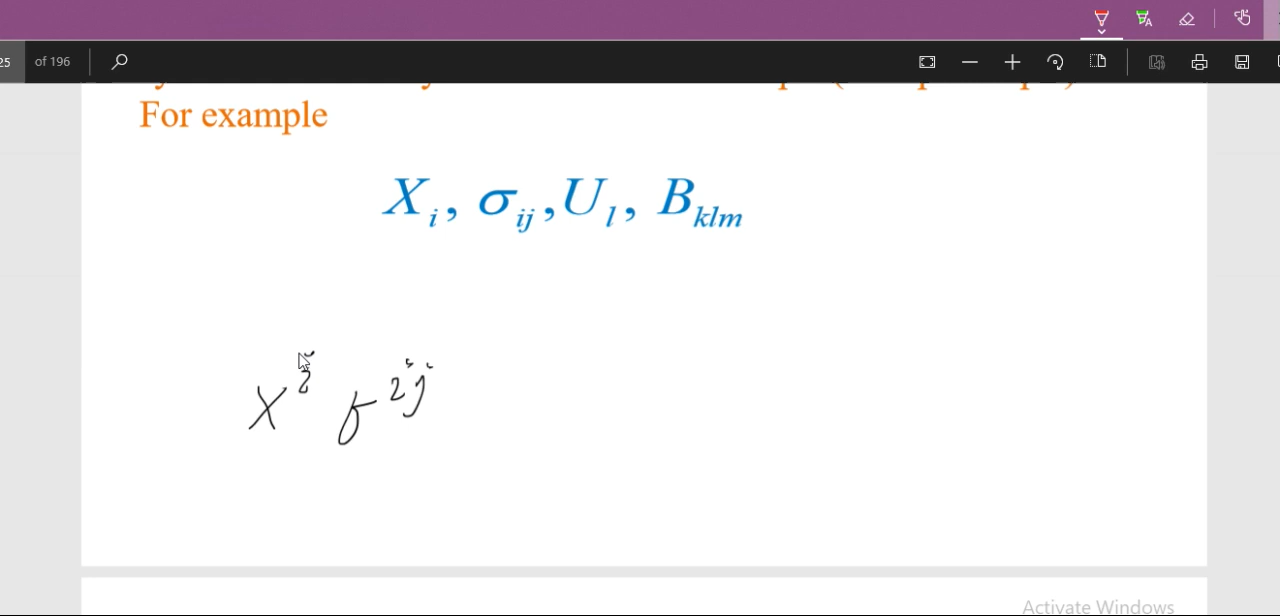 25 of 196
For example
X_i, σ_ij, U_l, B_klm
X^i σ^ij
Activate Windows